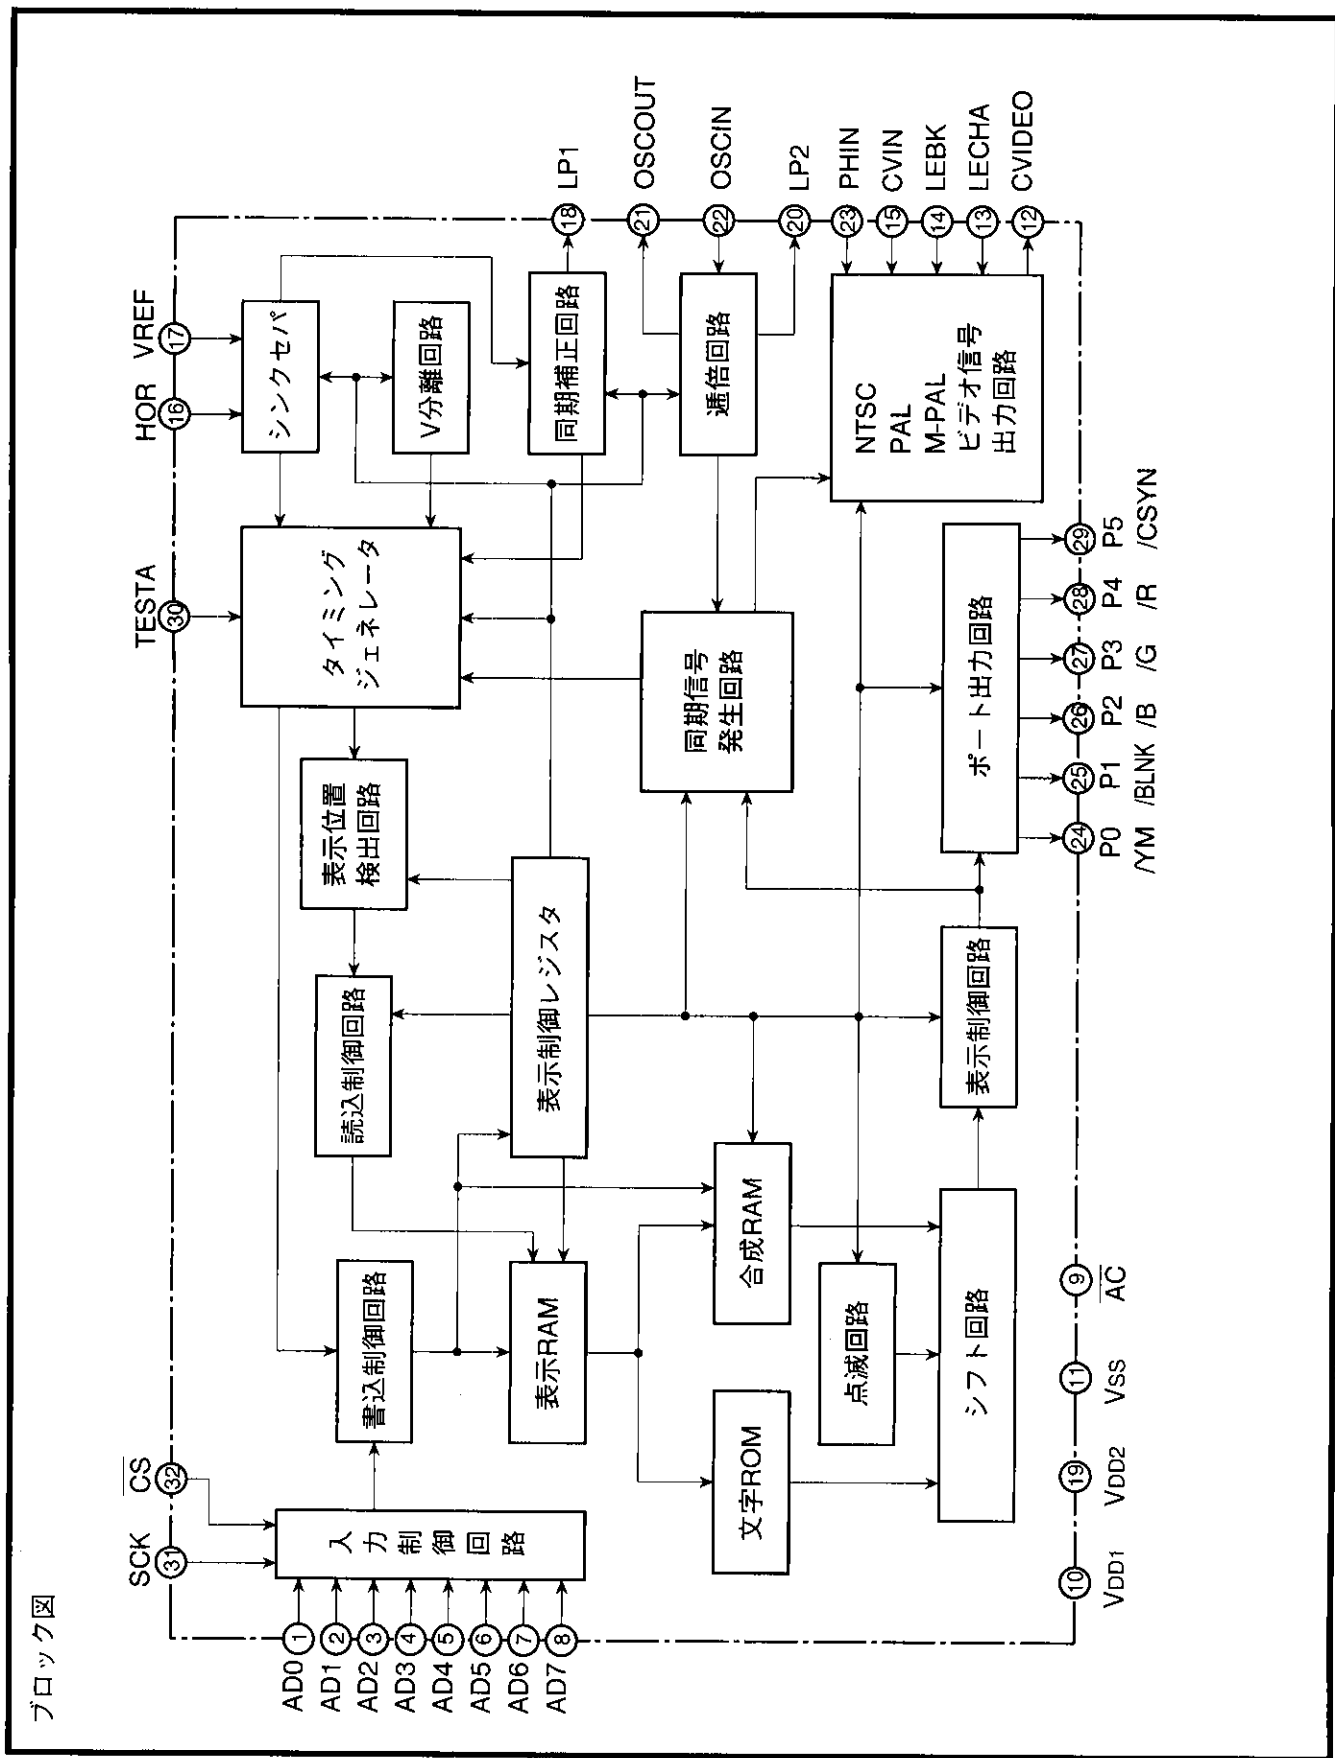 ブロック図
SCK
31
CS
32
TESTA
30
HOR
16
VREF
17
AD0
1
AD1
2
AD2
3
AD3
4
AD4
5
AD5
6
AD6
7
AD7
8
入力制御回路
書込制御回路
読込制御回路
表示位置
検出回路
タイミング
ジェネレータ
シンクセパ
V分離回路
表示RAM
表示制御レジスタ
同期補正回路
18
LP1
21
OSCOUT
逓倍回路
22
OSCIN
20
LP2
文字ROM
合成RAM
同期信号
発生回路
点滅回路
NTSC
PAL
M-PAL
ビデオ信号
出力回路
23
PHIN
15
CVIN
14
LEBK
13
LECHA
12
CVIDEO
シフト回路
表示制御回路
ポート出力回路
10
VDD1
19
VDD2
11
VSS
9
AC
24
P0
/YM
25
P1
/BLNK
26
P2
/B
27
P3
/G
28
P4
/R
29
P5
/CSYN